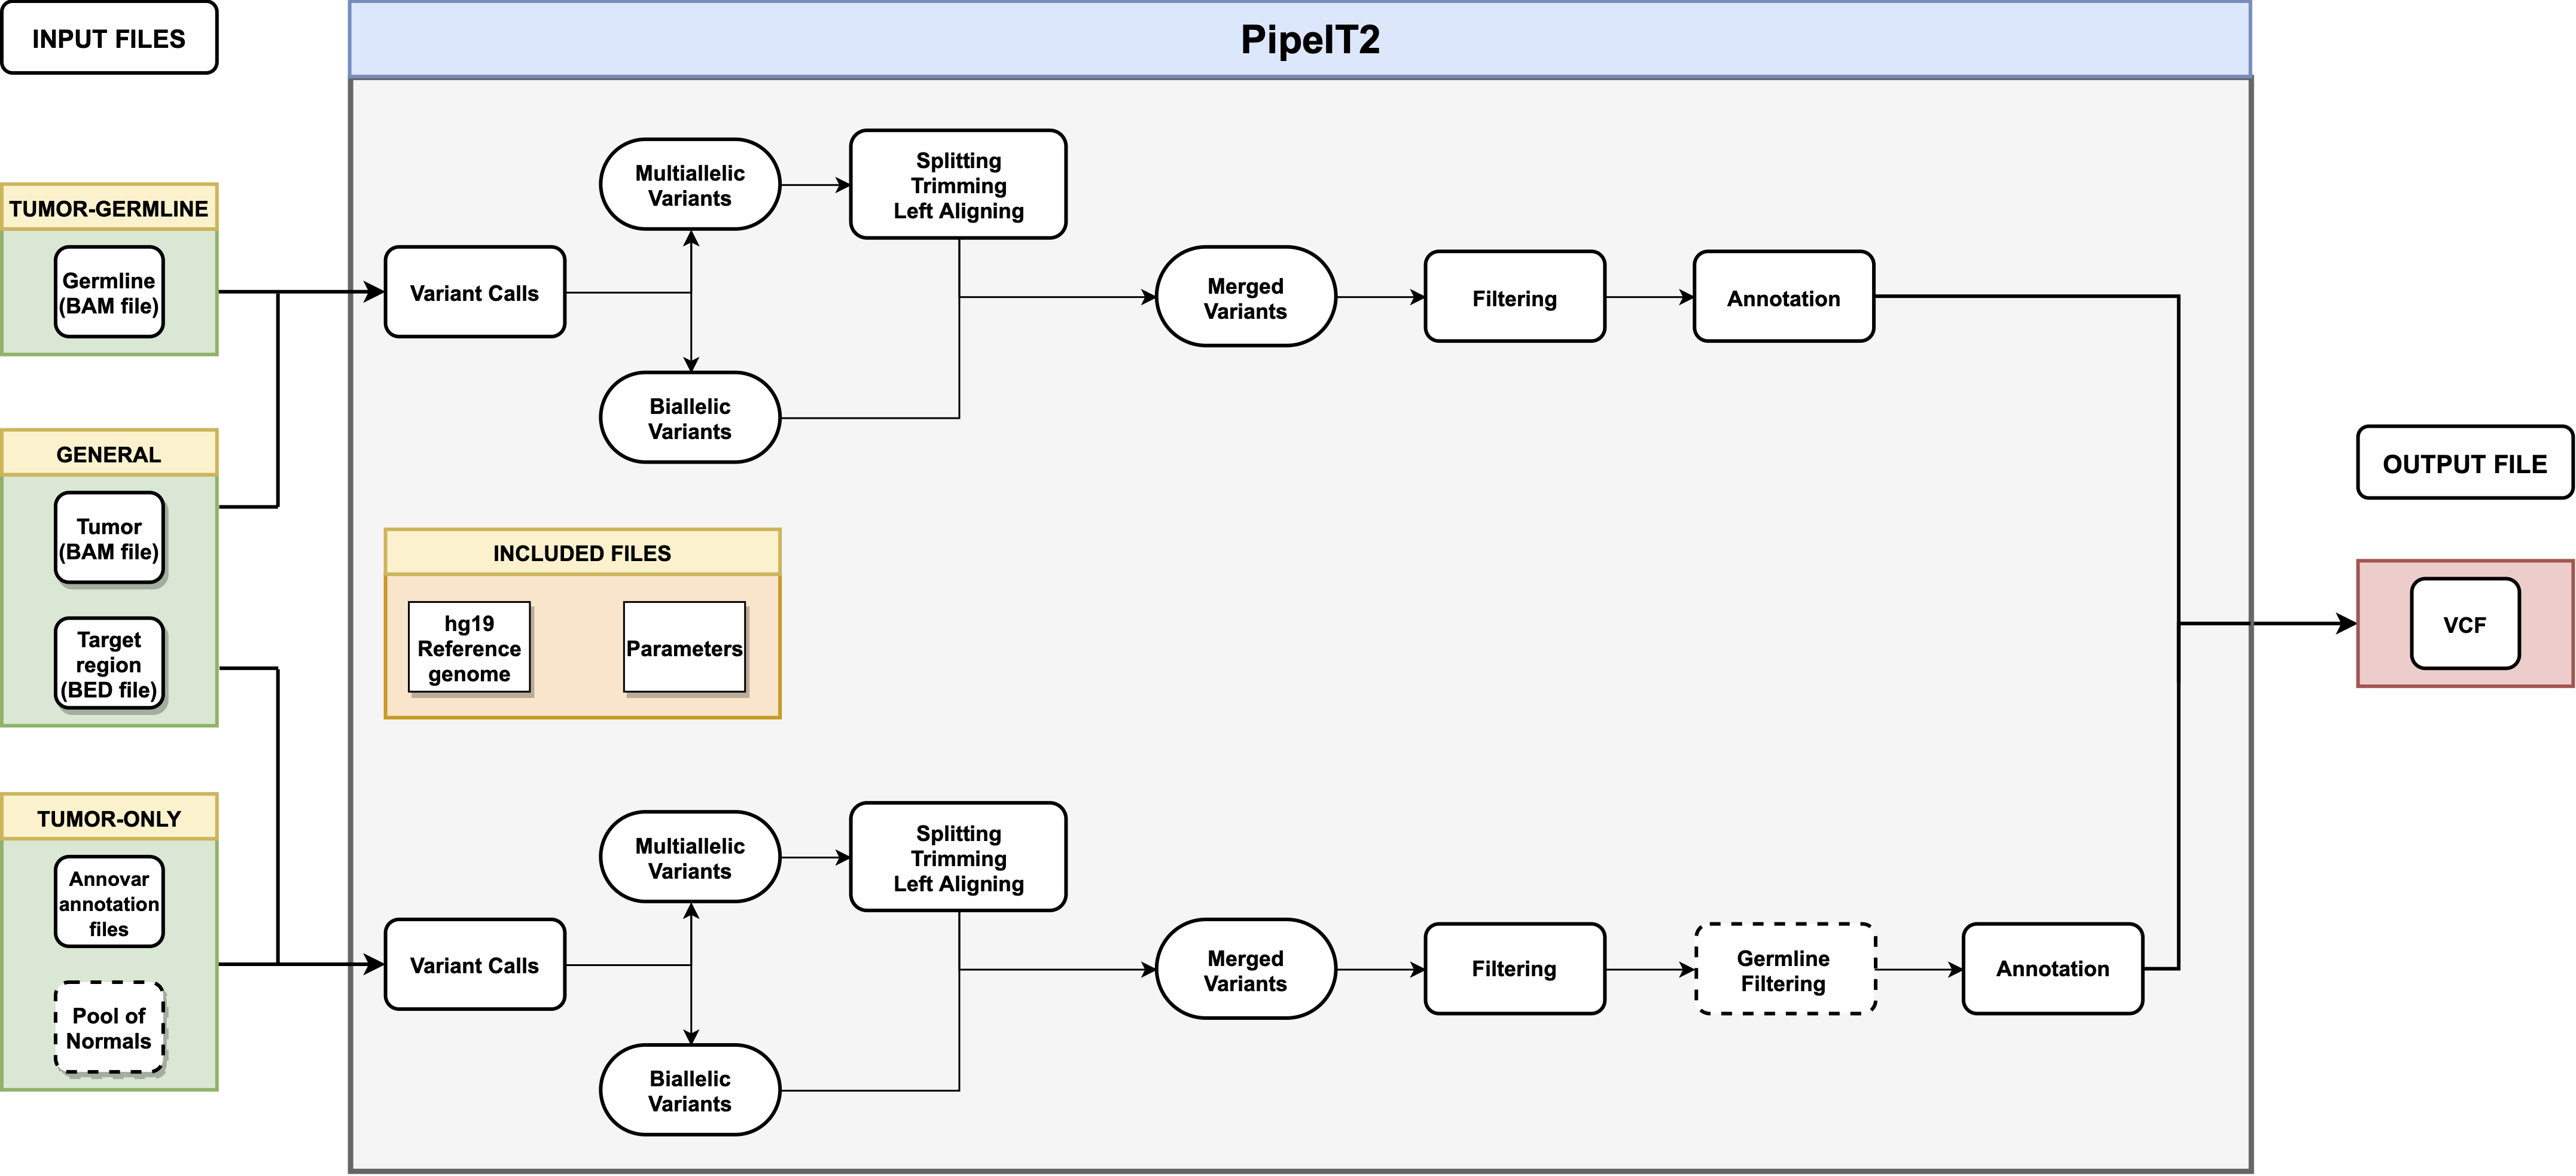 INPUT FILES
PipeIT2
TUMOR-GERMLINE
Germline
(BAM file)
GENERAL
Tumor
(BAM file)
Target
region
(BED file)
TUMOR-ONLY
Annovar
annotation
files
Pool of
Normals
Variant Calls
Multiallelic
Variants
Biallelic
Variants
Splitting
Trimming
Left Aligning
Merged
Variants
Filtering
Annotation
INCLUDED FILES
hg19
Reference
genome
Parameters
Variant Calls
Multiallelic
Variants
Biallelic
Variants
Splitting
Trimming
Left Aligning
Merged
Variants
Filtering
Germline
Filtering
Annotation
OUTPUT FILE
VCF